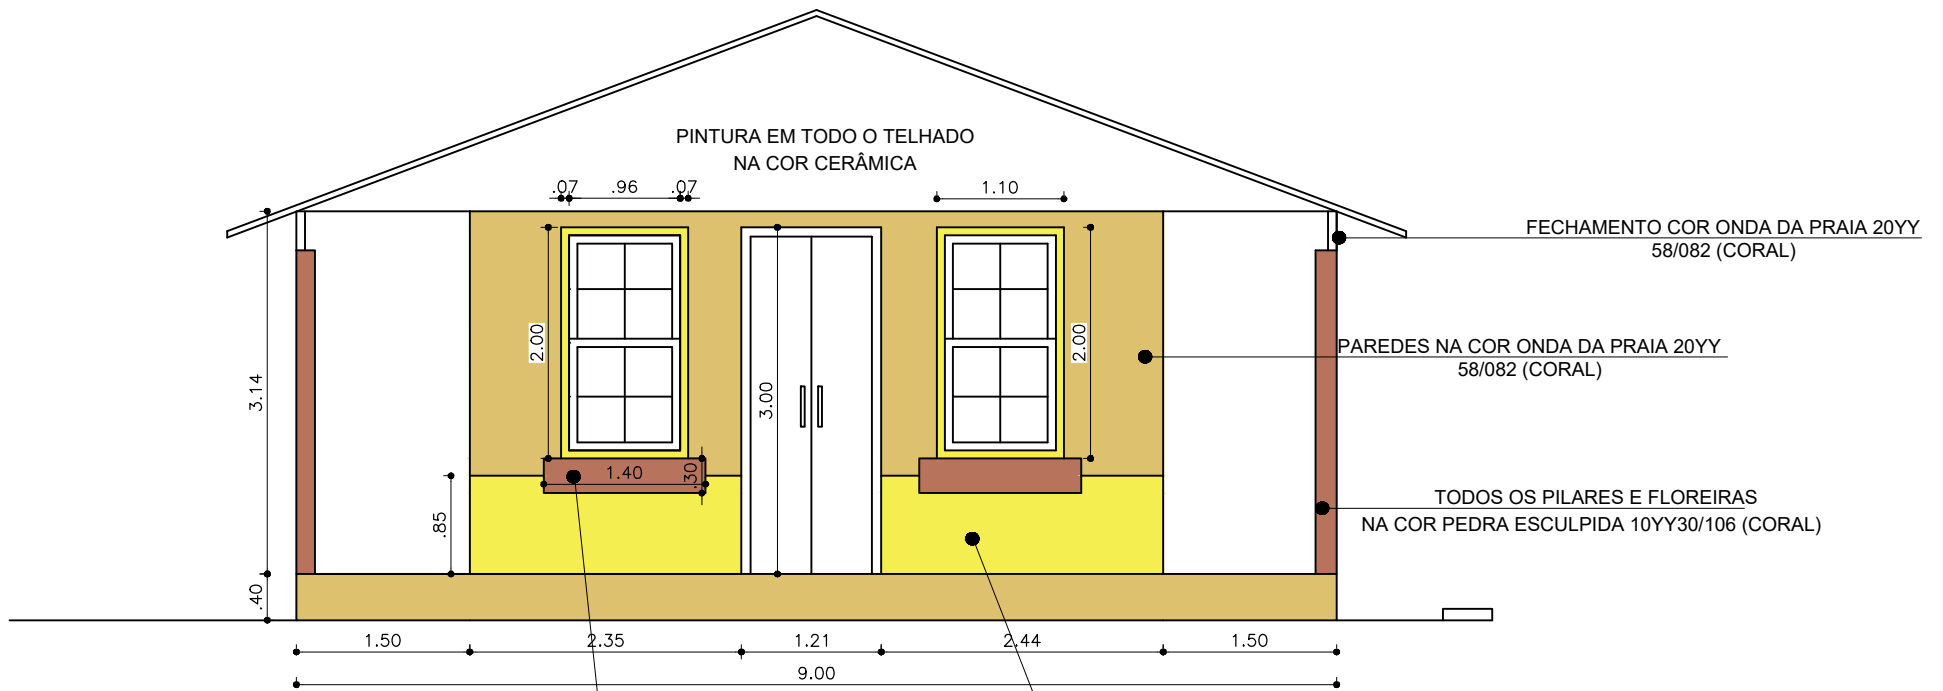 PINTURA EM TODO O TELHADO
NA COR CERÂMICA
.07 .96 .07
1.10
FECHAMENTO COR ONDA DA PRAIA 20YY
58/082 (CORAL)
2.00
2.00
PAREDES NA COR ONDA DA PRAIA 20YY
58/082 (CORAL)
3.14
3.00
1.40
.30
.85
TODOS OS PILARES E FLOREIRAS
NA COR PEDRA ESCULPIDA 10YY30/106 (CORAL)
.40
1.50 2.35 1.21 2.44 1.50
9.00